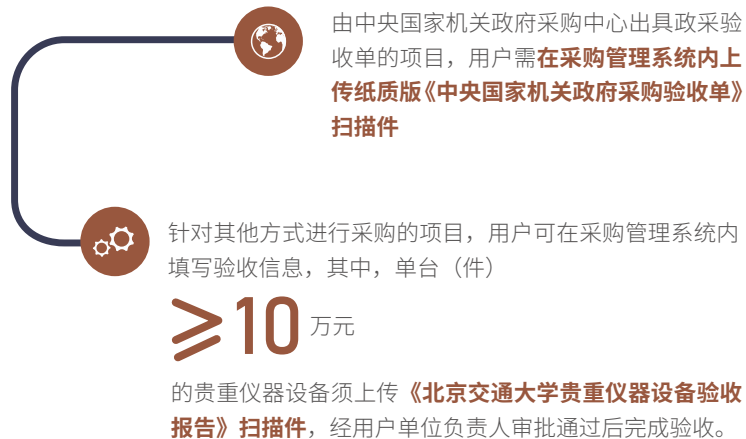 由中央国家机关政府采购中心出具政采验
收单的项目，用户需在采购管理系统内上
传纸质版《中央国家机关政府采购验收单》
扫描件
针对其他方式进行采购的项目，用户可在采购管理系统内
填写验收信息，其中，单台（件）
≥10 万元
的贵重仪器设备须上传《北京交通大学贵重仪器设备验收
报告》扫描件，经用户单位负责人审批通过后完成验收。